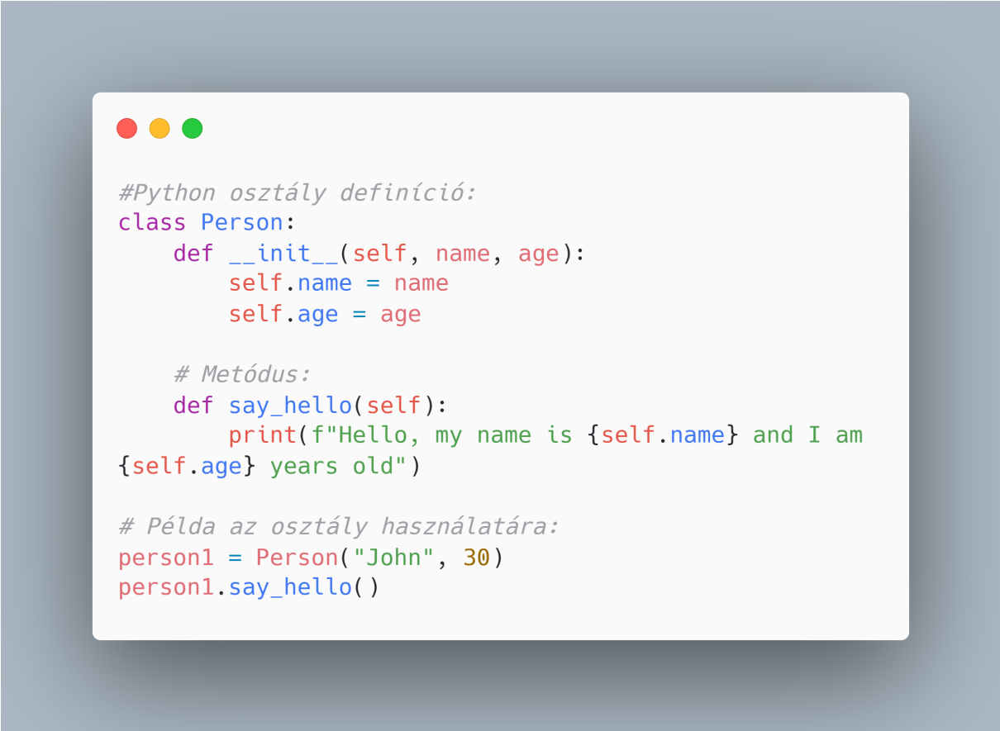 #Python osztály definíció:
class Person:
    def __init__(self, name, age):
        self.name = name
        self.age = age
    # Metódus:
    def say_hello(self):
        print(f"Hello, my name is {self.name} and I am
{self.age} years old")
# Példa az osztály használatára:
person1 = Person("John", 30)
person1.say_hello()